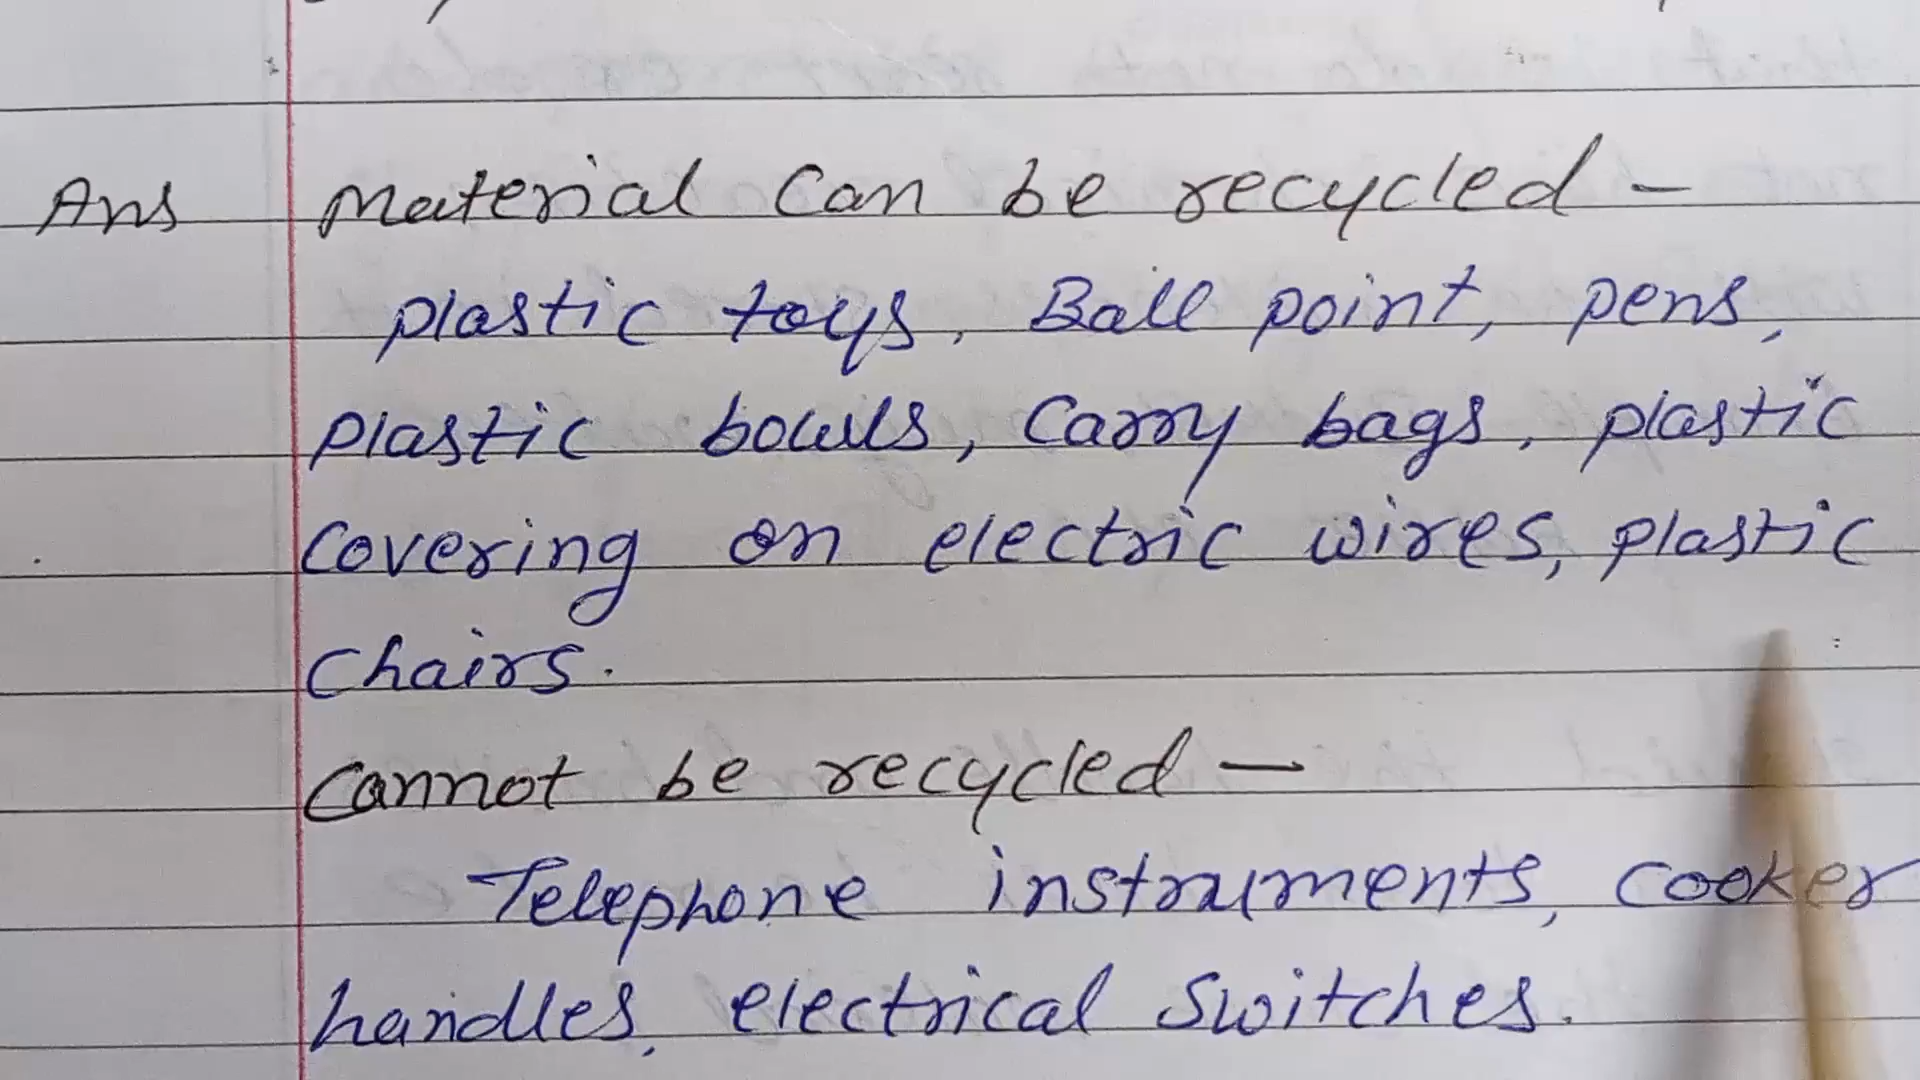 Ans Material can be recycled -
plastic toys, Ball point, pens,
plastic bowls, Carry bags, plastic
covering on electric wires, plastic
Chairs.
cannot be recycled -
Telephone instruments, cooker
handles, electrical switches.